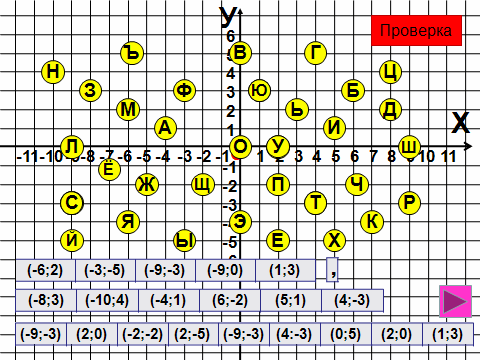 У
Проверка
6
Ъ В Г
Н 4 Ц
З Ф 3 Ю Б
М 2 Ь Д
А 1 И
Х
Л О У Ш
-11 -10 -9 -8 -7 -6 -5 -4 -3 -2 -1 0 1 2 3 4 5 6 7 8 9 10 11
Ё -1
Ж Щ -2 П Ч
С -3 Т Р
Я Э К
Й Ы -5 Е Х
(-6;2) (-3;-5) (-9;-3) (-9;0) (1;3) ,
(-8;3) (-10;4) (-4;1) (6;-2) (5;1) (4;-3)
(-9;-3) (2;0) (-2;-2) (2;-5) (-9;-3) (4:-3) (0;5) (2;0) (1;3)